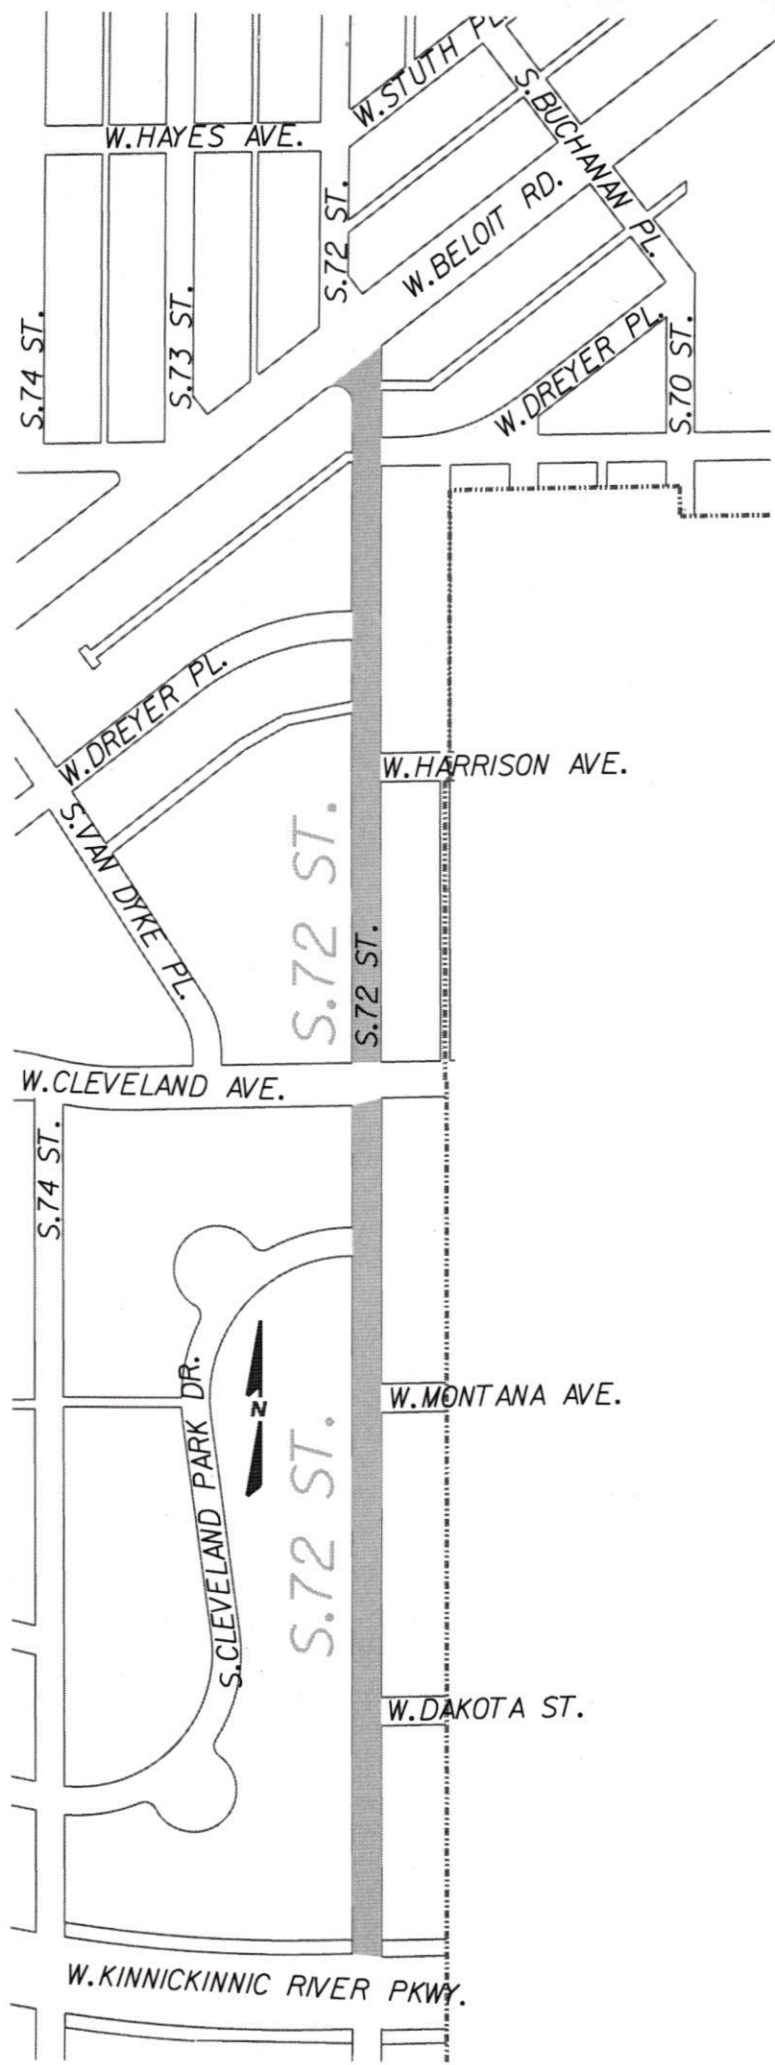 W.STUTH PL.
S.BUCHANAN PL.
W.HAYES AVE.
S.72 ST.
W.BELOIT RD.
S.74 ST.
S.73 ST.
W.DREYER PL.
S.70 ST.
W.DREYER PL.
W.HARRISON AVE.
S.VAN DYKE PL.
S.72 ST.
S.72 ST.
W.CLEVELAND AVE.
S.74 ST.
S.CLEVELAND PARK DR.
N
W.MONTANA AVE.
S.72 ST.
W.DAKOTA ST.
W.KINNICKINNIC RIVER PKWY.